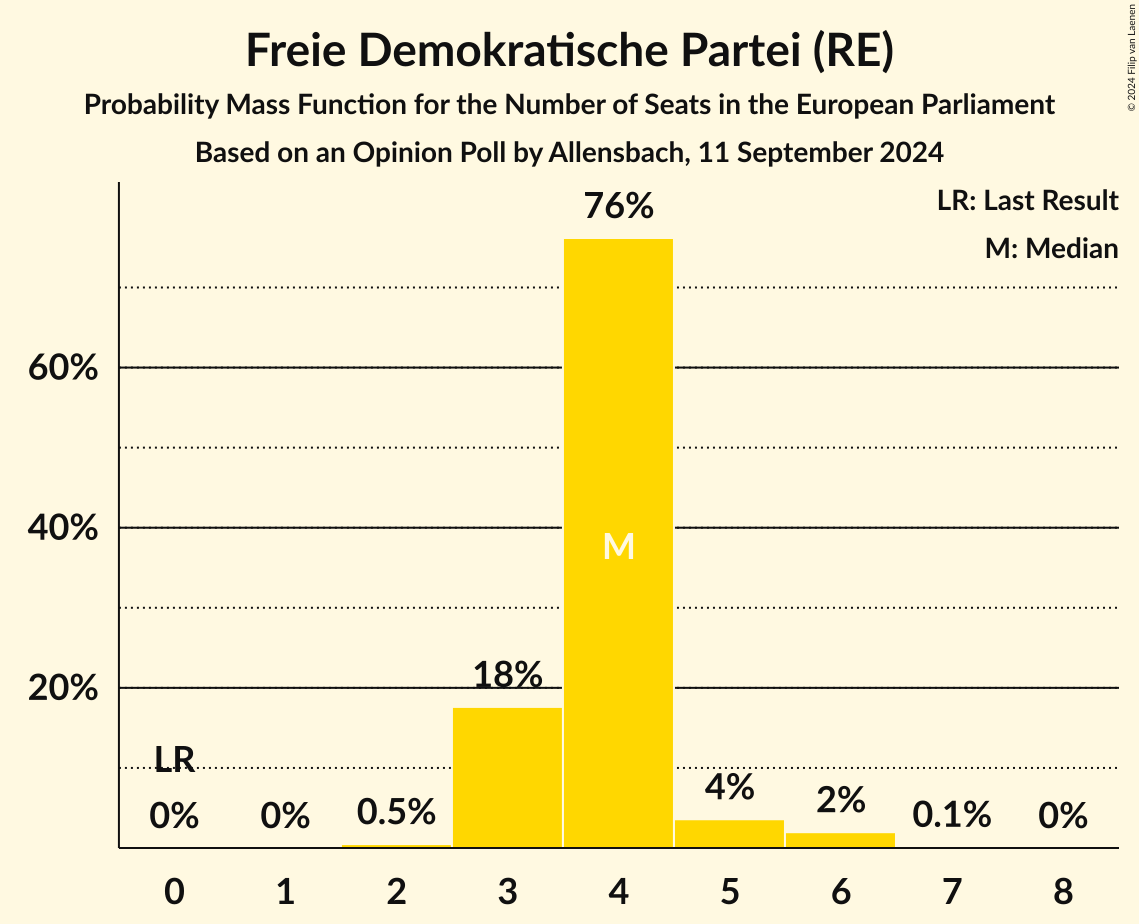 Freie Demokratische Partei (RE)
Probability Mass Function for the Number of Seats in the European Parliament
Based on an Opinion Poll by Allensbach, 11 September 2024
© 2024 Filip van Laenen
LR: Last Result
M: Median
76%
60%
40%
M
18%
20%
LR
0%
0%
0.5%
4%
2%
0.1%
0%
0
1
2
3
4
5
6
7
8